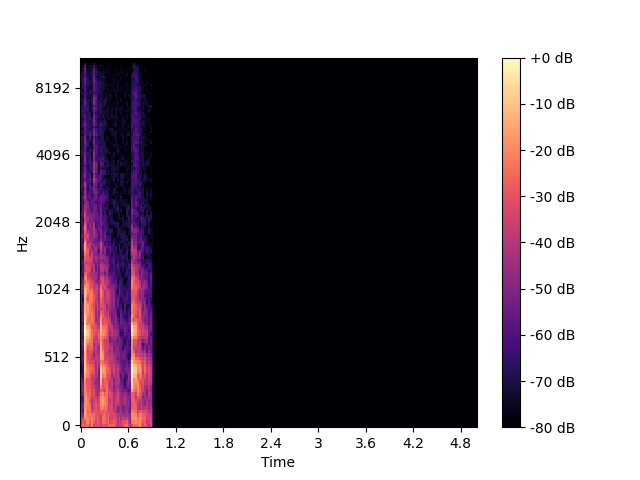 8192
4096
2048
1024
512
0
Hz
0 0.6 1.2 1.8 2.4 3 3.6 4.2 4.8
Time
+0 dB
-10 dB
-20 dB
-30 dB
-40 dB
-50 dB
-60 dB
-70 dB
-80 dB